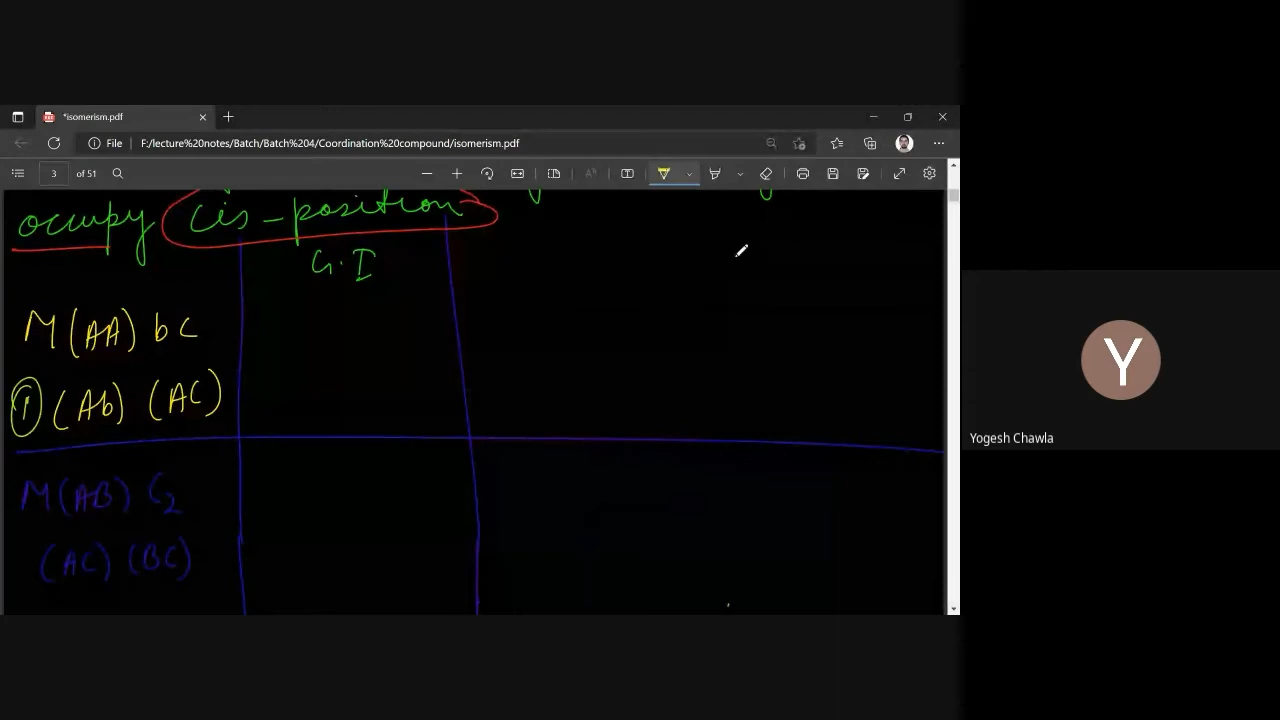 *isomerism.pdf
File F:/lecture%20notes/Batch/Batch%204/Coordination%20compound/isomerism.pdf
3 of 51
occupy cis-position
G.I
M(AA) bc
① (Ab) (AC)
M(AB) C2
(AC) (BC)
Y
Yogesh Chawla